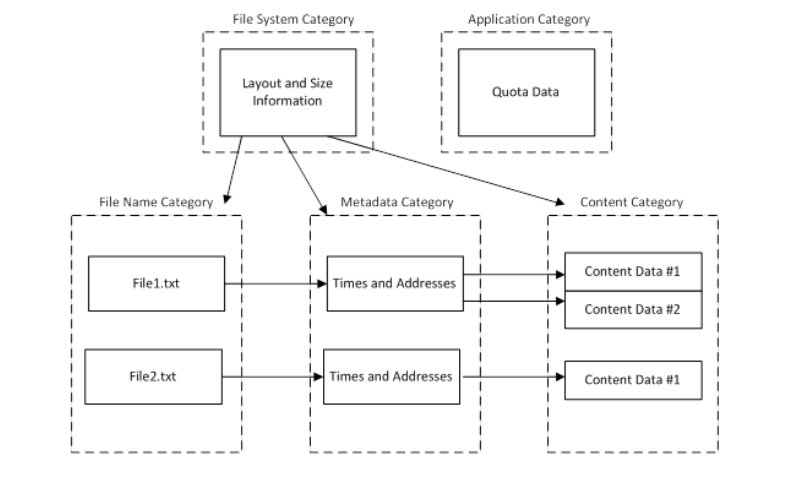 File System Category
Application Category
Layout and Size
Information
Quota Data
File Name Category
Metadata Category
Content Category
File1.txt
Times and Addresses
Content Data #1
Content Data #2
File2.txt
Times and Addresses
Content Data #1